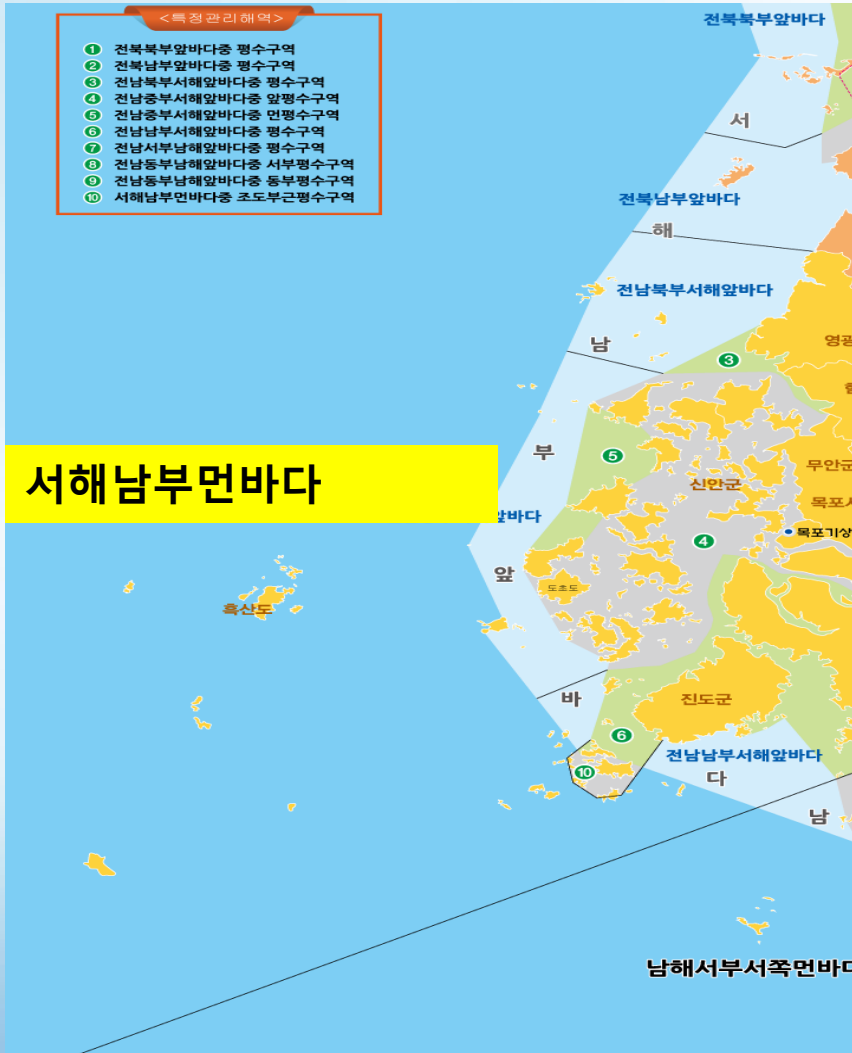 <특정관리해역>
1 전북북부앞바다중 평수구역
2 전북남부앞바다중 평수구역
3 전남북부서해앞바다중 평수구역
4 전남중부서해앞바다중 앞평수구역
5 전남중부서해앞바다중 먼평수구역
6 전남남부서해앞바다중 평수구역
7 전남서부남해앞바다중 평수구역
8 전남동부남해앞바다중 서부평수구역
9 전남동부남해앞바다중 동부평수구역
10 서해남부먼바다중 조도부근평수구역
전북북부앞바다
서
전북남부앞바다
해
전남북부서해앞바다
남
영광
3
부
5
무안군
서해남부먼바다
신안군
목포시
앞바다
4
목포기상
앞
도초도
흑산도
바
진도군
6
전남남부서해앞바다
10
다
남
남해서부서쪽먼바다